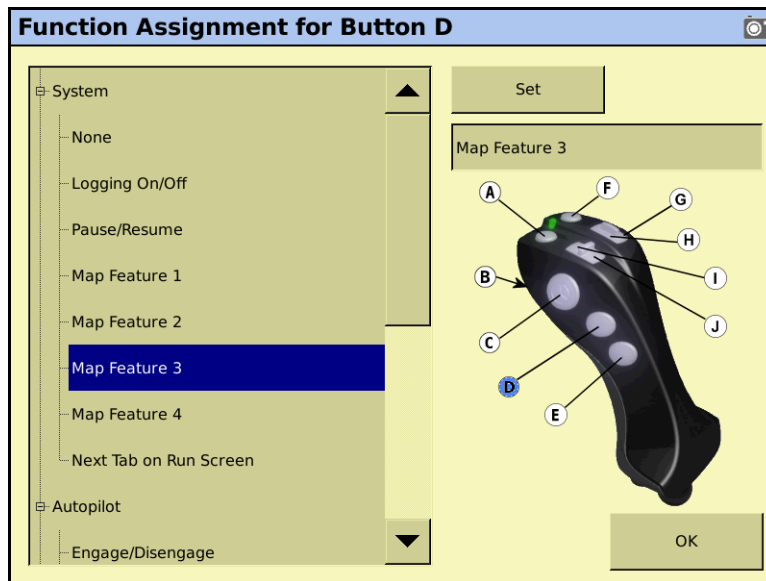 Function Assignment for Button D
System
None
Logging On/Off
Pause/Resume
Map Feature 1
Map Feature 2
Map Feature 3
Map Feature 4
Next Tab on Run Screen
Autopilot
Engage/Disengage
Set
Map Feature 3
A
F
G
H
B
I
J
C
D
E
OK